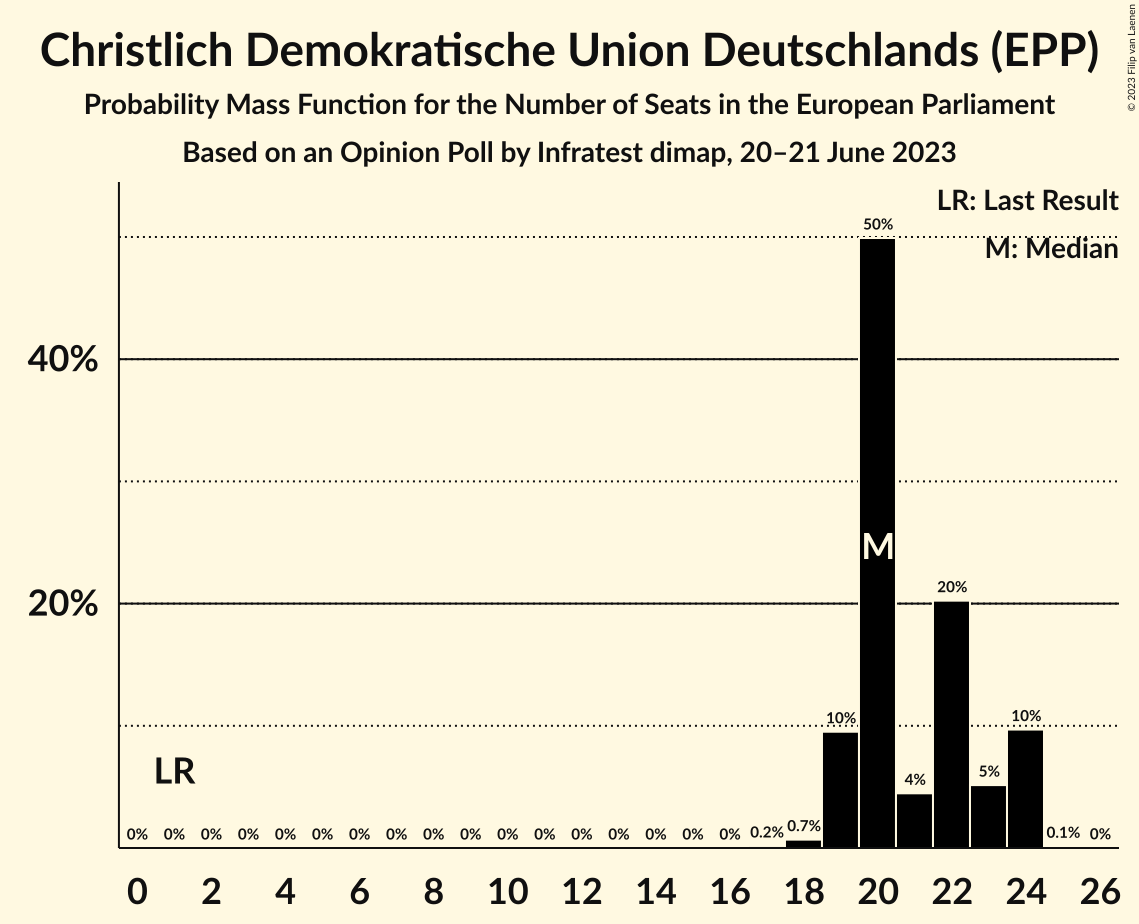 Christlich Demokratische Union Deutschlands (EPP)
Probability Mass Function for the Number of Seats in the European Parliament
Based on an Opinion Poll by Infratest dimap, 20–21 June 2023
© 2023 Filip van Laenen
LR: Last Result
M: Median
50%
40%
M
20%
20%
10%
10%
LR
4%
5%
0% 0% 0% 0% 0% 0% 0% 0% 0% 0% 0% 0% 0% 0% 0% 0% 0% 0.2% 0.7% 0.1% 0%
0 2 4 6 8 10 12 14 16 18 20 22 24 26